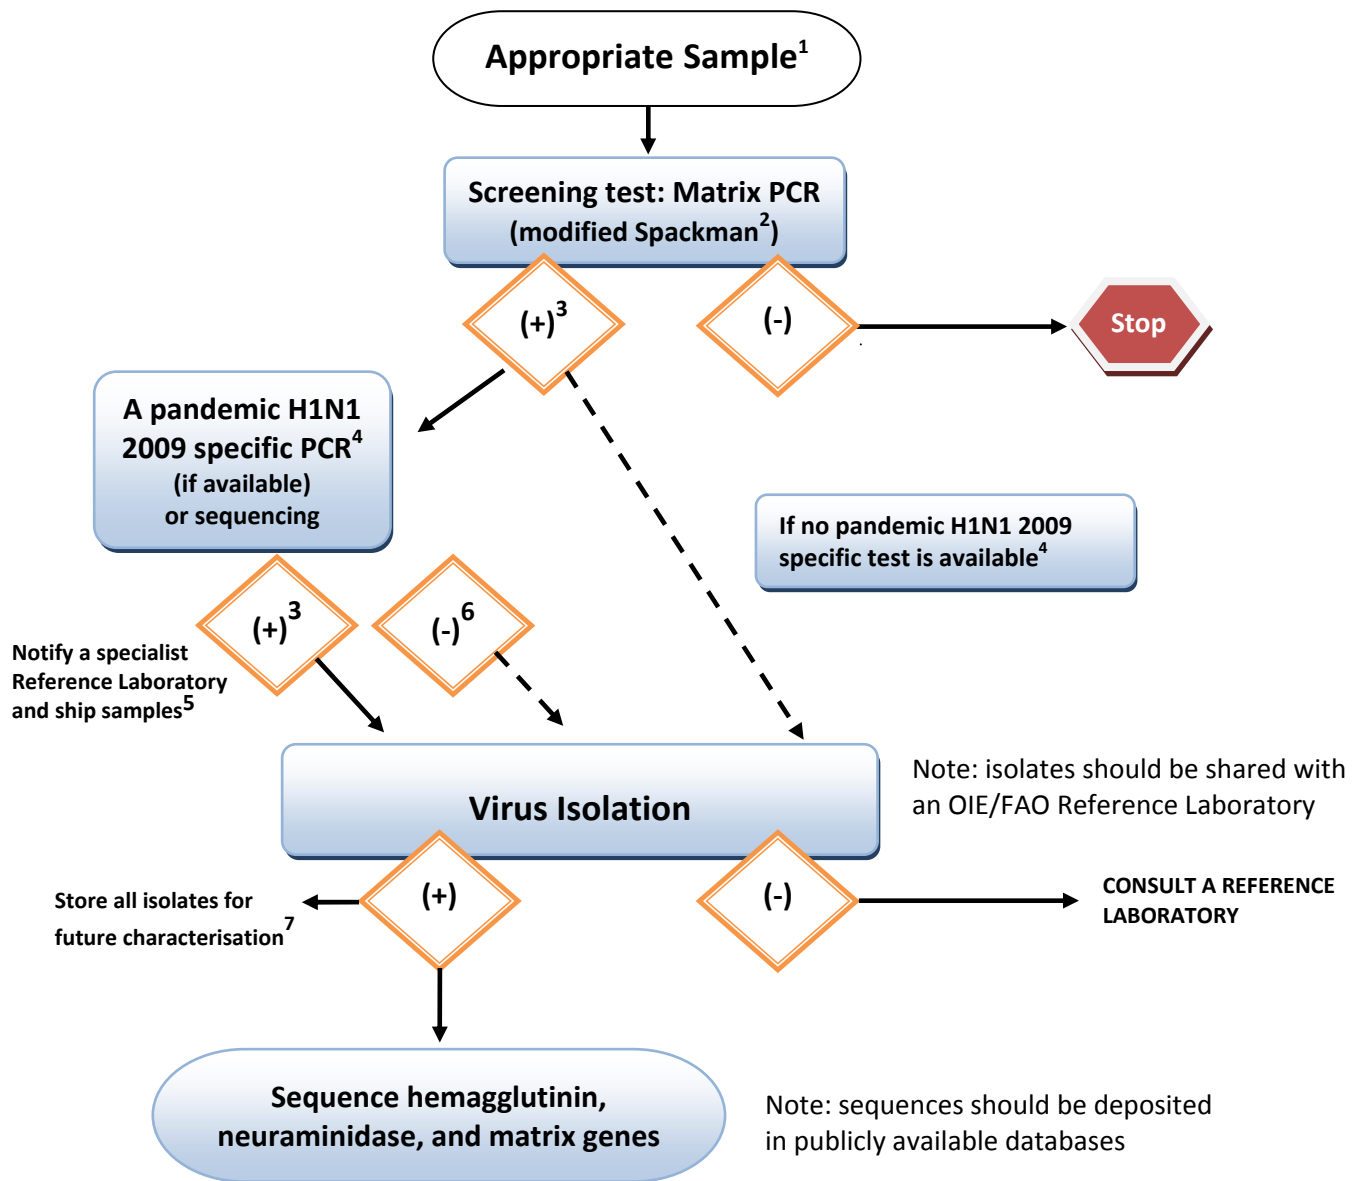 Appropriate Sample1
Screening test: Matrix PCR
(modified Spackman2)
(+)3
(-)
Stop
A pandemic H1N1
2009 specific PCR4
(if available)
or sequencing
If no pandemic H1N1 2009
specific test is available4
(+)3
(-)6
Notify a specialist
Reference Laboratory
and ship samples5
Virus Isolation
Note: isolates should be shared with
an OIE/FAO Reference Laboratory
(+)
(-)
Store all isolates for
future characterisation7
CONSULT A REFERENCE
LABORATORY
Sequence hemagglutinin,
neuraminidase, and matrix genes
Note: sequences should be deposited
in publicly available databases